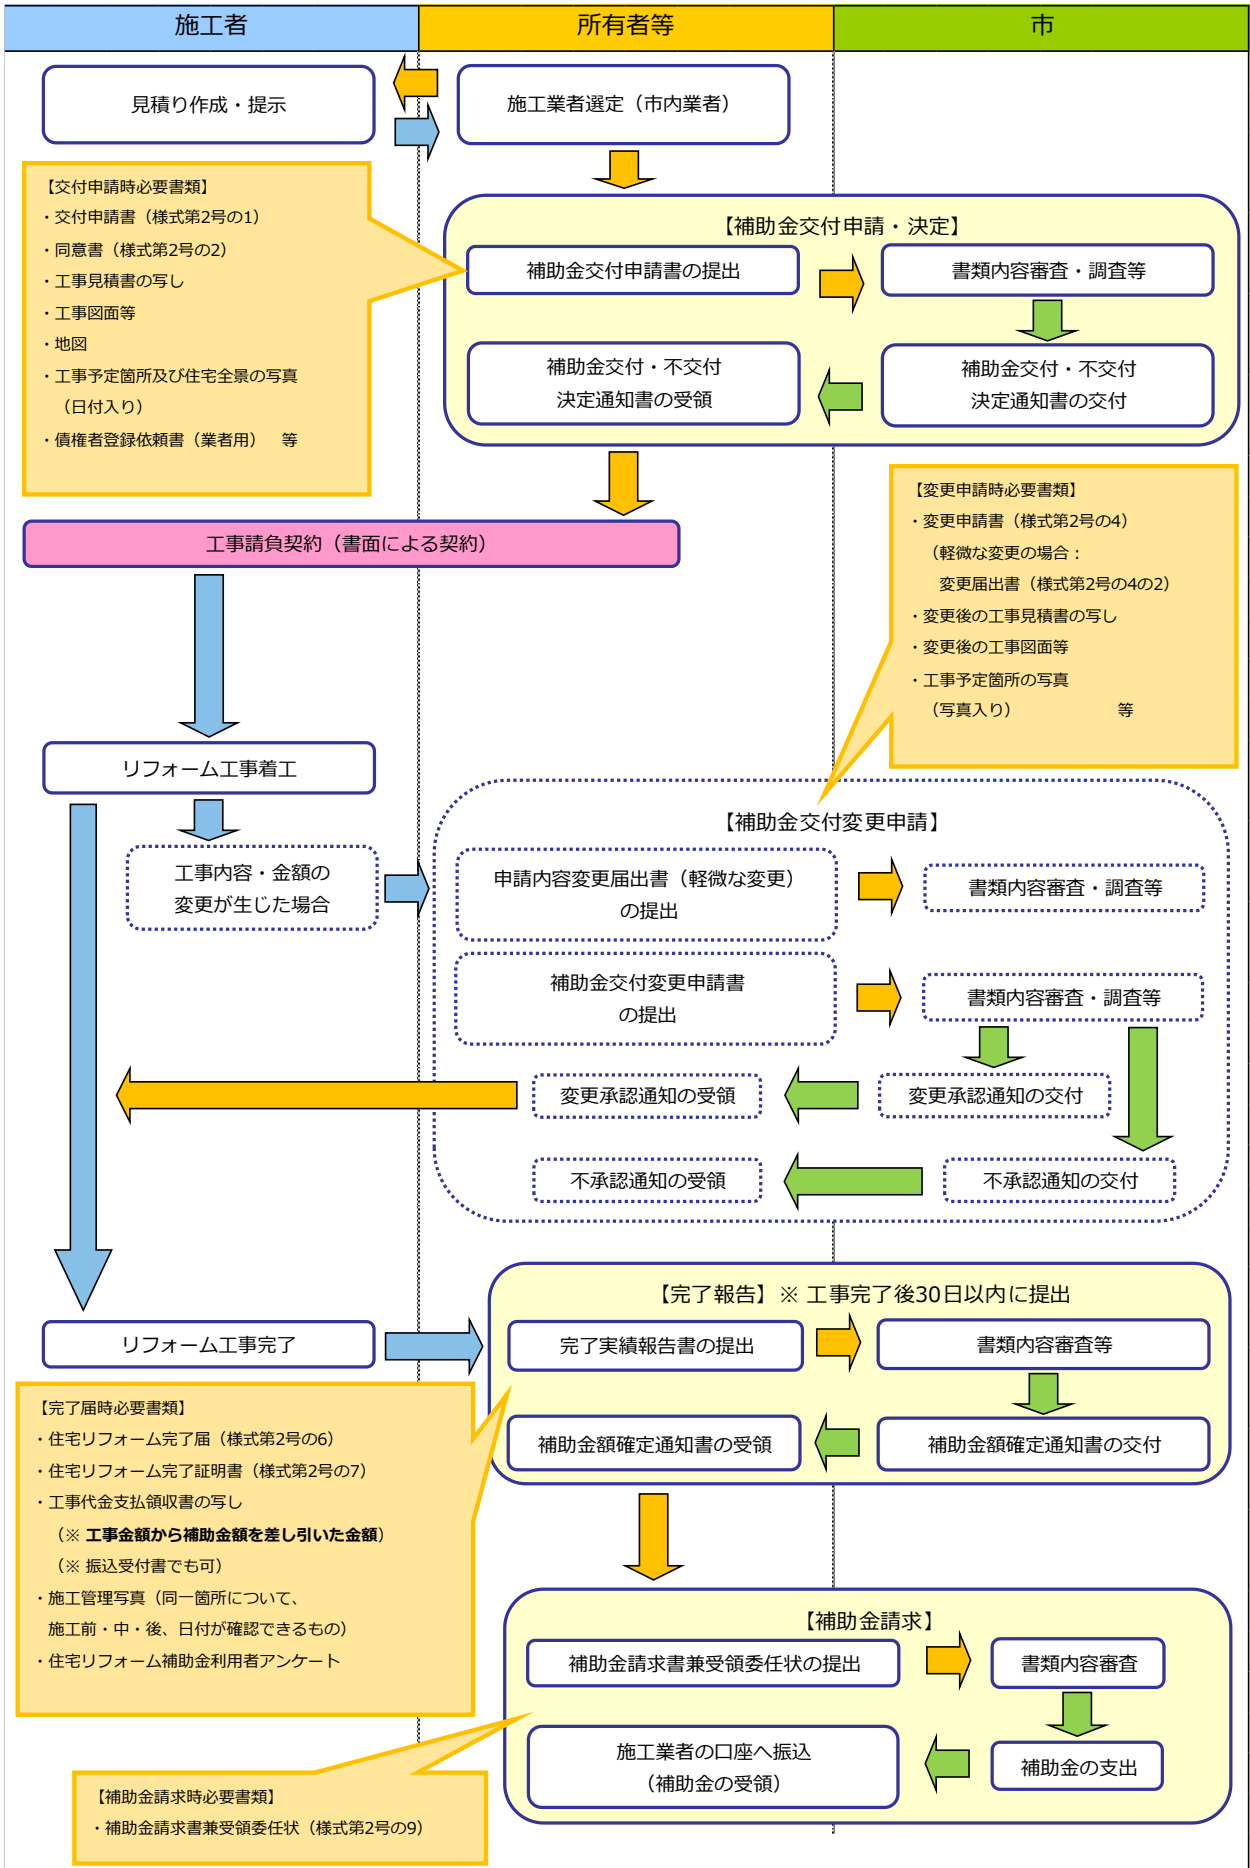 施工者
所有者等
市
見積り作成・提示
施工業者選定（市内業者）
【交付申請時必要書類】
・交付申請書（様式第2号の1）
・同意書（様式第2号の2）
・工事見積書の写し
・工事図面等
・地図
・工事予定箇所及び住宅全景の写真
（日付入り）
・債権者登録依頼書（業者用）　等
【補助金交付申請・決定】
補助金交付申請書の提出
書類内容審査・調査等
補助金交付・不交付
決定通知書の受領
補助金交付・不交付
決定通知書の交付
工事請負契約（書面による契約）
【変更申請時必要書類】
・変更申請書（様式第2号の4）
（軽微な変更の場合：
変更届出書（様式第2号の4の2）
・変更後の工事見積書の写し
・変更後の工事図面等
・工事予定箇所の写真
（写真入り）　　　　　　等
リフォーム工事着工
工事内容・金額の
変更が生じた場合
【補助金交付変更申請】
申請内容変更届出書（軽微な変更）
の提出
書類内容審査・調査等
補助金交付変更申請書
の提出
書類内容審査・調査等
変更承認通知の受領
変更承認通知の交付
不承認通知の受領
不承認通知の交付
リフォーム工事完了
【完了報告】※ 工事完了後30日以内に提出
完了実績報告書の提出
書類内容審査等
補助金額確定通知書の受領
補助金額確定通知書の交付
【完了届時必要書類】
・住宅リフォーム完了届（様式第2号の6）
・住宅リフォーム完了証明書（様式第2号の7）
・工事代金支払領収書の写し
（※ 工事金額から補助金額を差し引いた金額）
（※ 振込受付書でも可）
・施工管理写真（同一箇所について、
施工前・中・後、日付が確認できるもの）
・住宅リフォーム補助金利用者アンケート
【補助金請求】
補助金請求書兼受領委任状の提出
書類内容審査
施工業者の口座へ振込
（補助金の受領）
補助金の支出
【補助金請求時必要書類】
・補助金請求書兼受領委任状（様式第2号の9）